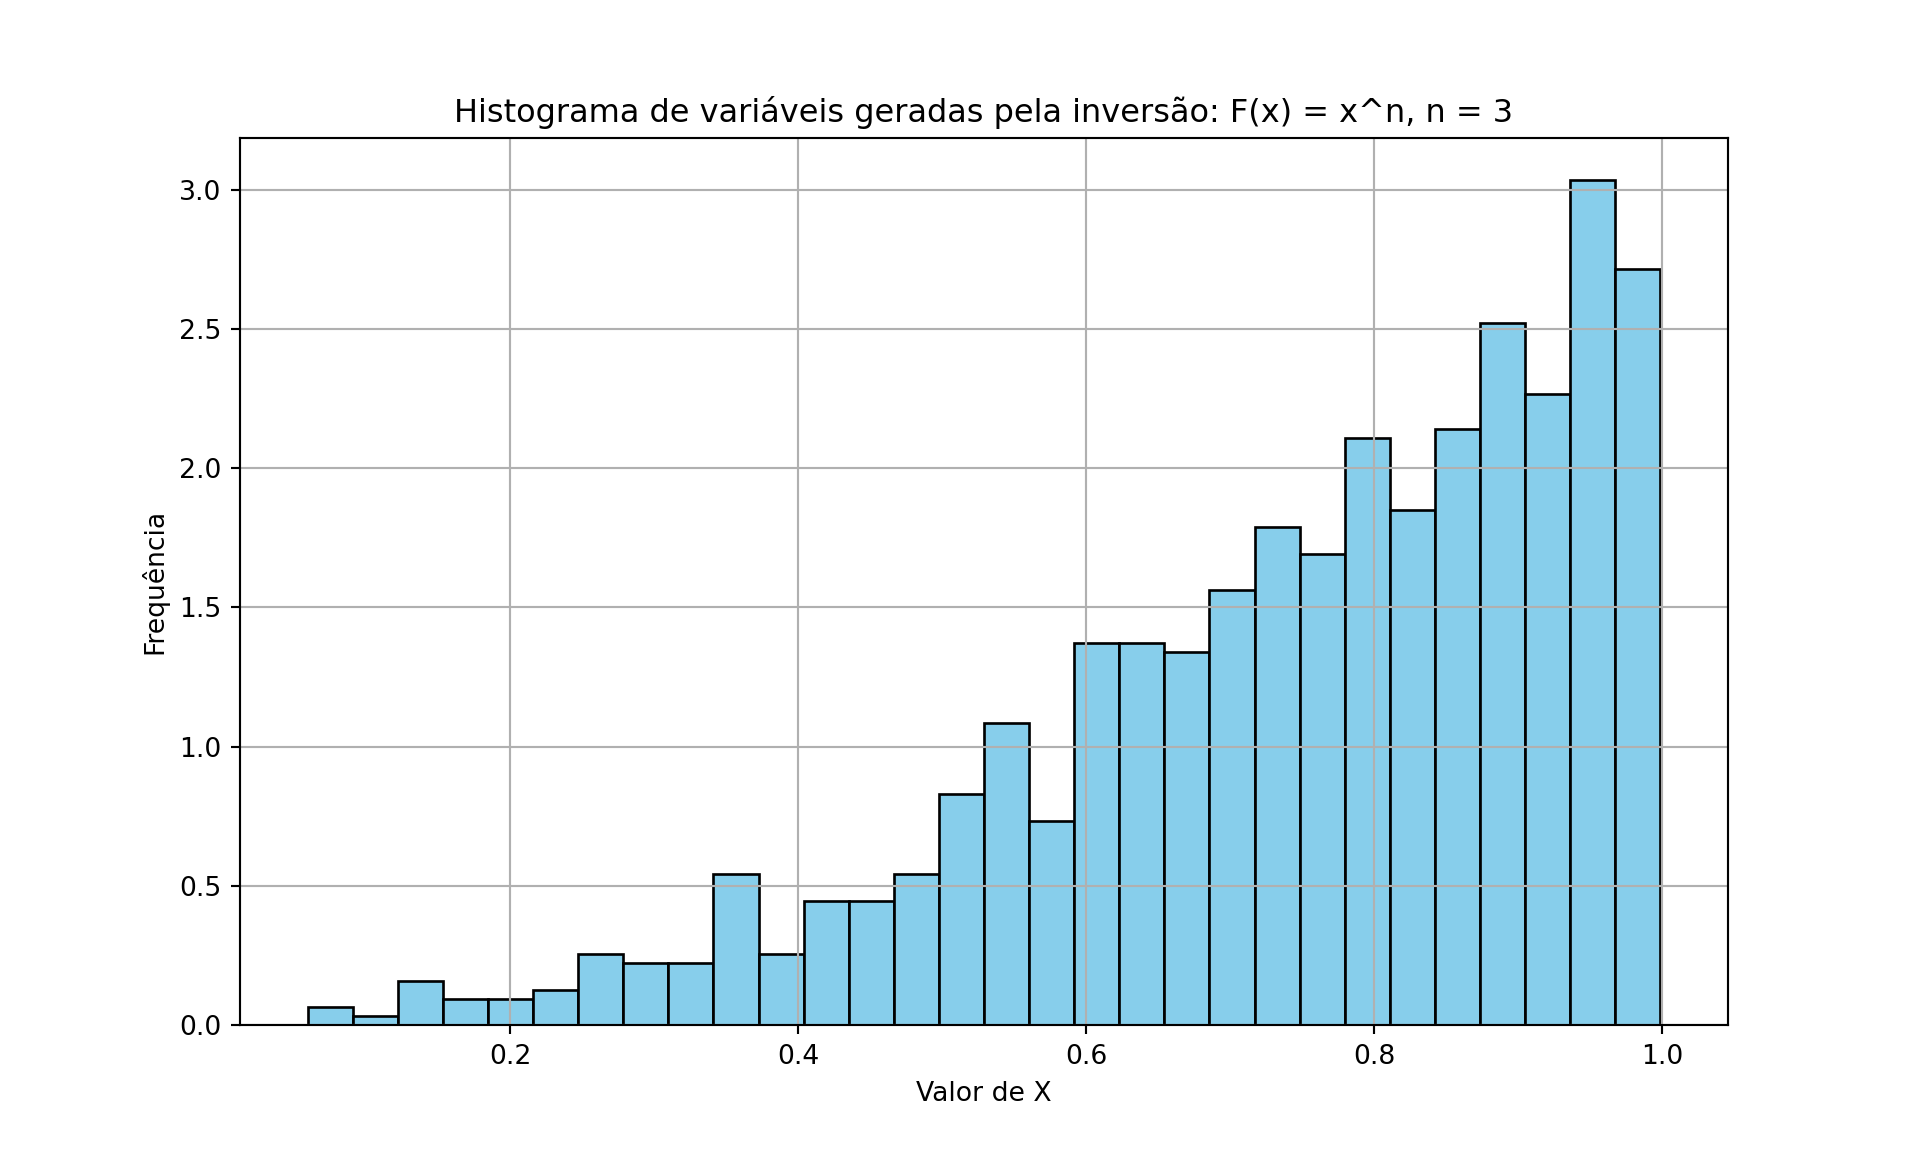 Histograma de variáveis geradas pela inversão: F(x) = x^n, n = 3
3.0
2.5
2.0
1.5
1.0
0.5
0.0
Frequência
0.2 0.4 0.6 0.8 1.0
Valor de X